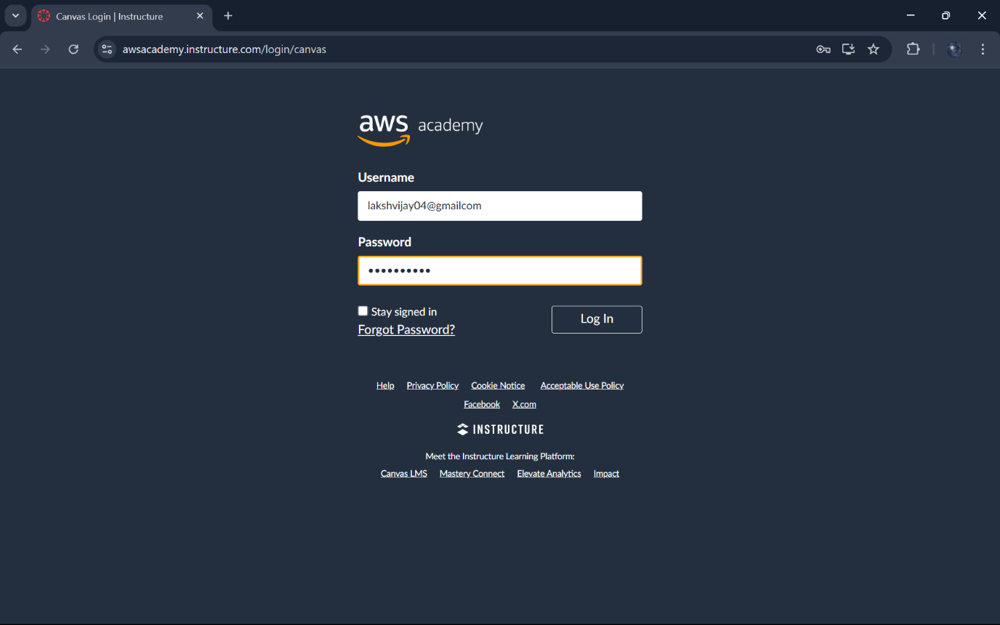 Canvas Login | Instructure
awsacademy.instructure.com/login/canvas
aws academy
Username
lakshvijay04@gmailcom
Password
••••••••••
Stay signed in
Log In
Forgot Password?
Help Privacy Policy Cookie Notice Acceptable Use Policy
Facebook X.com
INSTRUCTURE
Meet the Instructure Learning Platform:
Canvas LMS Mastery Connect Elevate Analytics Impact